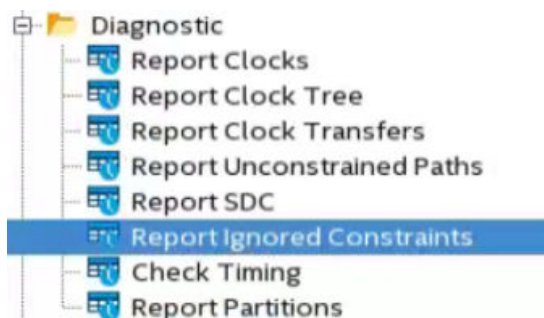 Diagnostic
Report Clocks
Report Clock Tree
Report Clock Transfers
Report Unconstrained Paths
Report SDC
Report Ignored Constraints
Check Timing
Report Partitions